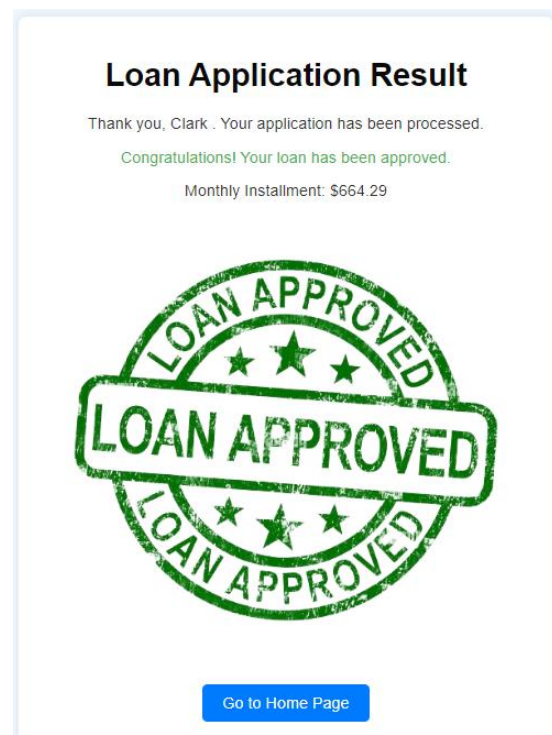 Loan Application Result
Thank you, Clark . Your application has been processed.
Congratulations! Your loan has been approved.
Monthly Installment: $664.29
LOAN APPROVED
LOAN APPROVED
LOAN APPROVED
Go to Home Page